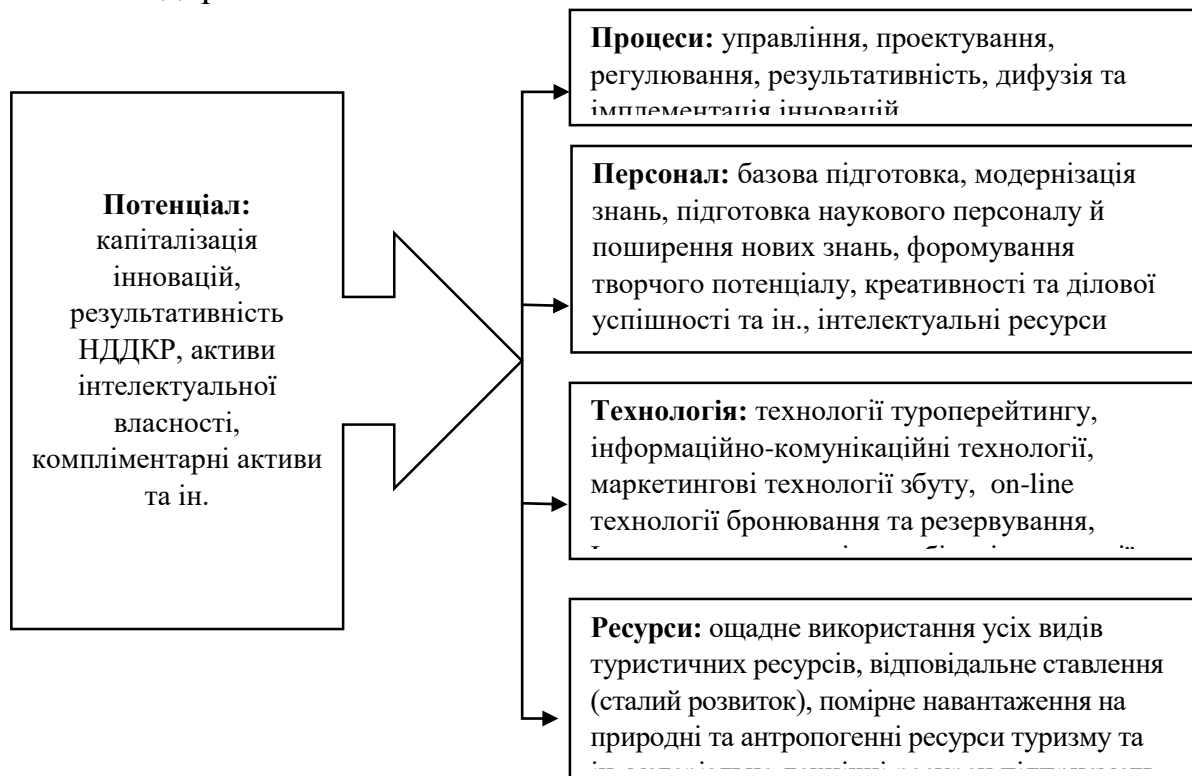 Потенціал:
капіталізація
інновацій,
результативність
НДДКР, активи
інтелектуальної
власності,
компліментарні активи
та ін.
Процеси: управління, проектування,
регулювання, результативність, дифузія та
імплементація інновацій
Персонал: базова підготовка, модернізація
знань, підготовка наукового персоналу й
поширення нових знань, форомування
творчого потенціалу, креативності та ділової
успішності та ін., інтелектуальні ресурси
Технологія: технології туроперейтингу,
інформаційно-комунікаційні технології,
маркетингові технології збуту, on-line
технології бронювання та резервування,
Ресурси: ощадне використання усіх видів
туристичних ресурсів, відповідальне ставлення
(сталий розвиток), помірне навантаження на
природні та антропогенні ресурси туризму та